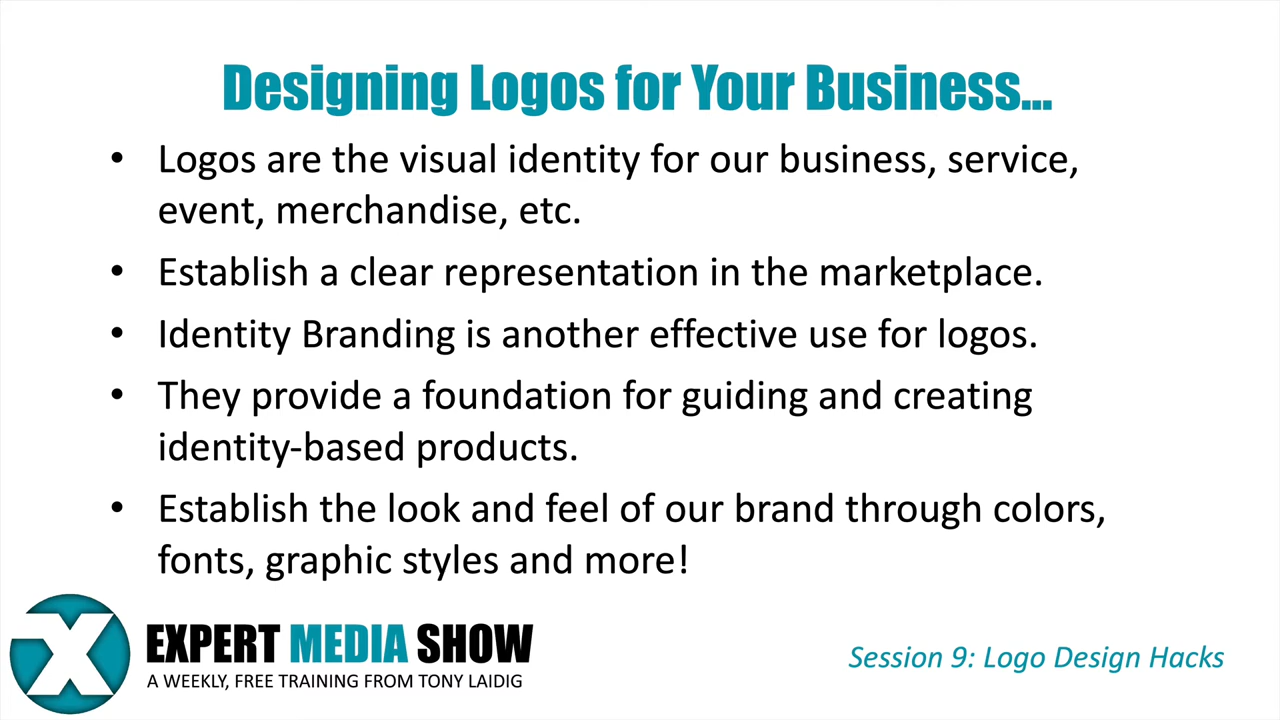 Designing Logos for Your Business...
• Logos are the visual identity for our business, service,
event, merchandise, etc.
• Establish a clear representation in the marketplace.
• Identity Branding is another effective use for logos.
• They provide a foundation for guiding and creating
identity-based products.
• Establish the look and feel of our brand through colors,
fonts, graphic styles and more!
X
EXPERT MEDIA SHOW
A WEEKLY, FREE TRAINING FROM TONY LAIDIG
Session 9: Logo Design Hacks